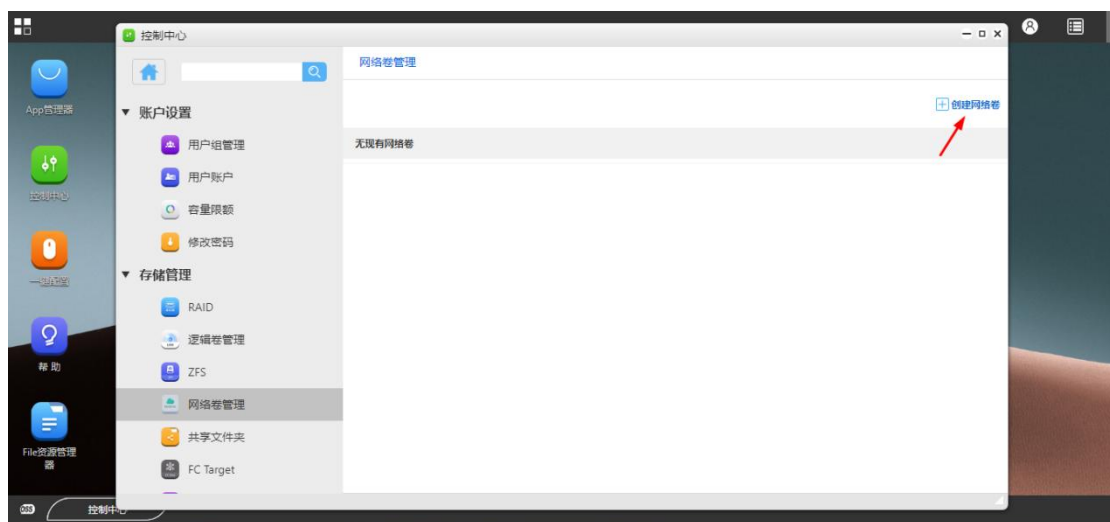 控制中心
网络卷管理
App管理器
账户设置
创建网络卷
用户组管理
无现有网络卷
用户账户
控制中心
容量限额
修改密码
一键配置
存储管理
RAID
逻辑卷管理
帮 助
ZFS
网络卷管理
共享文件夹
File资源管理
器
FC Target
控制中心